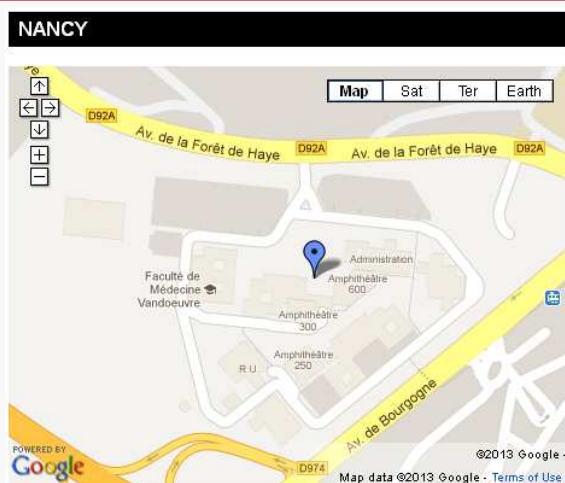 NANCY
Map Sat Ter Earth
D92A
Av. de la Forêt de Haye
D92A
Av. de la Forêt de Haye
D92A
Administration
Faculté de
Médecine
Vandoeuvre
Amphithéâtre
600
Amphithéâtre
300
Amphithéâtre
250
R.U.
Av. de Bourgogne
D974
POWERED BY
Google
©2013 Google -
Map data ©2013 Google - Terms of Use